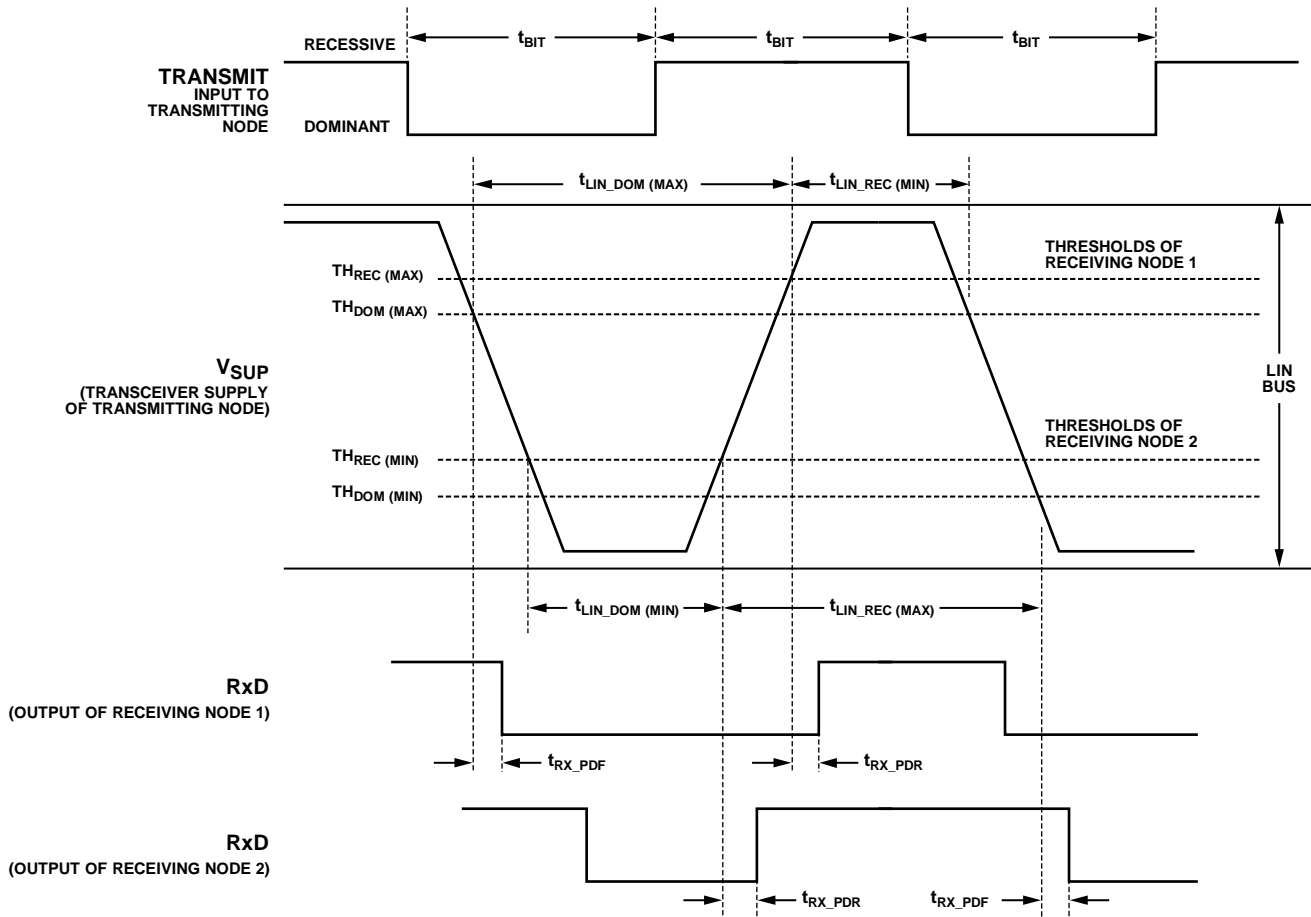 RECESSIVE
tBIT
tBIT
tBIT
TRANSMIT
INPUT TO
TRANSMITTING
NODE
DOMINANT
tLIN_DOM (MAX)
tLIN_REC (MIN)
THREC (MAX)
THDOM (MAX)
THRESHOLDS OF
RECEIVING NODE 1
VSUP
(TRANSCEIVER SUPPLY
OF TRANSMITTING NODE)
LIN
BUS
THRESHOLDS OF
RECEIVING NODE 2
THREC (MIN)
THDOM (MIN)
tLIN_DOM (MIN)
tLIN_REC (MAX)
RxD
(OUTPUT OF RECEIVING NODE 1)
tRX_PDF
tRX_PDR
RxD
(OUTPUT OF RECEIVING NODE 2)
tRX_PDR
tRX_PDF